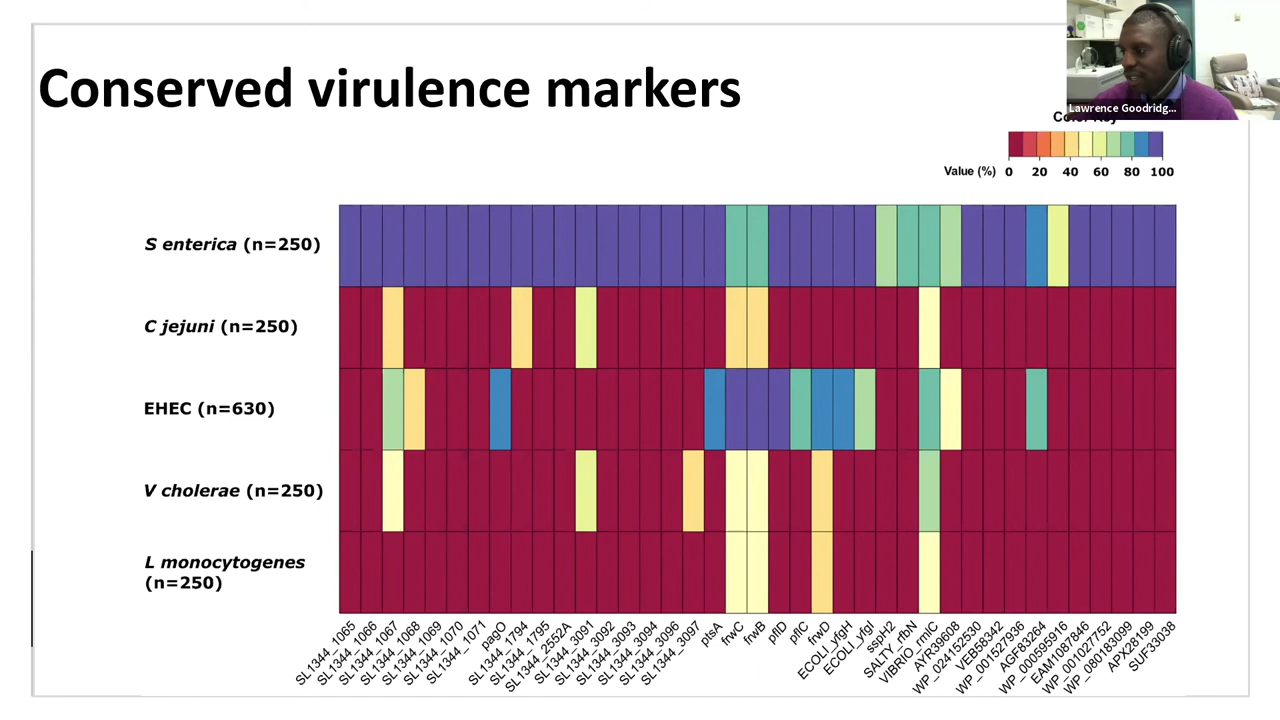 Conserved virulence markers
Lawrence Goodridg...
Value (%) 0 20 40 60 80 100
S enterica (n=250)
C jejuni (n=250)
EHEC (n=630)
V cholerae (n=250)
L monocytogenes
(n=250)
SL1344_1065
SL1344_1066
SL1344_1067
SL1344_1068
SL1344_1069
SL1344_1070
SL1344_1071
pagO
SL1344_1794
SL1344_1795
SL1344_2552A
SL1344_3091
SL1344_3092
SL1344_3093
SL1344_3094
SL1344_3096
SL1344_3097
ptsA
frwC
frwB
pflD
pflC
frwD
ECOLI_yfgH
ECOLI_yfgI
sspH2
SALTY_rfbN
VIBRIO_rmlC
AYR39608
WP_024152530
VEB58342
WP_001527936
AGF83264
WP_000595916
EAM1087846
WP_001027752
WP_080183099
APX28199
SUF33038